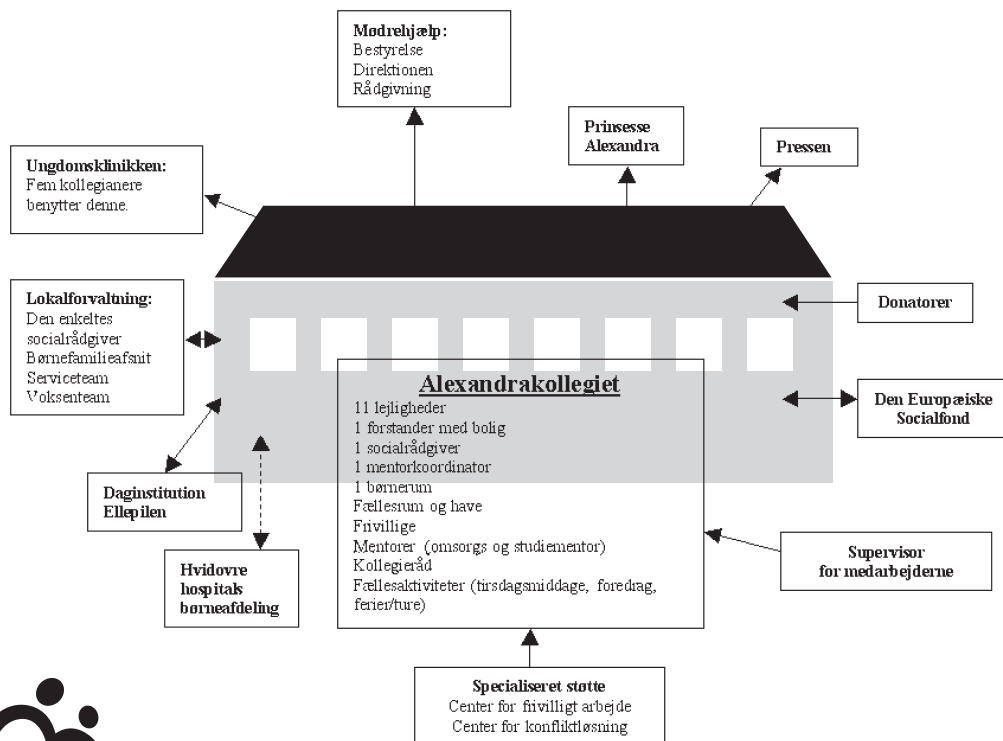 Mødrehjælp:
Bestyrelse
Direktionen
Rådgivning
Prinsesse
Alexandra
Pressen
Ungdomsklinikken:
Fem kollegianere
benytter denne.
Lokalforvaltning:
Den enkeltes
socialrådgiver
Børnefamilieafsnit
Serviceteam
Voksenteam
Donatorer
Alexandrakollegiet
11 lejligheder
1 forstander med bolig
1 socialrådgiver
1 mentorkoordinator
1 børnerum
Fællesrum og have
Frivillige
Mentorer (omsorgs og studiementor)
Kollegieråd
Fællesaktiviteter (tirsdagsmiddage, foredrag,
ferier/ture)
Den Europæiske
Socialfond
Daginstitution
Ellepilen
Hvidovre
hospitals
børneafdeling
Supervisor
for medarbejderne
Specialiseret støtte
Center for frivilligt arbejde
Center for konfliktløsning